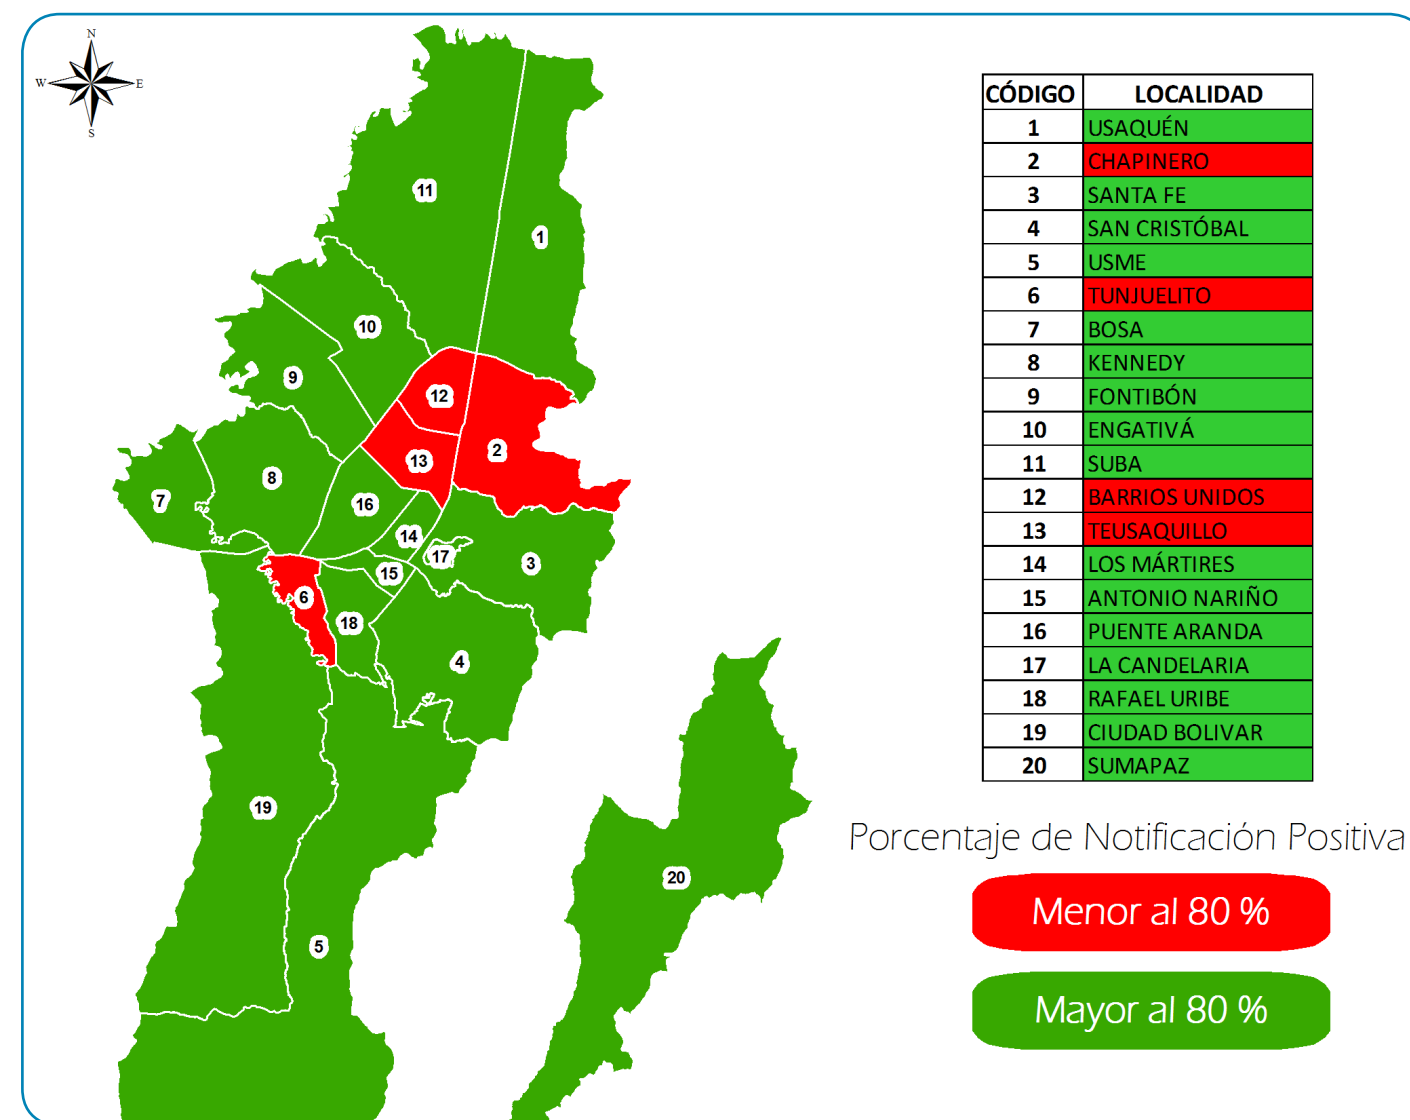 N
W E
S
11
1
10
9
12
2
13
8
7
16
14
17
3
15
6
18
4
19
20
5
CÓDIGO LOCALIDAD
1 USAQUÉN
2 CHAPINERO
3 SANTA FE
4 SAN CRISTÓBAL
5 USME
6 TUNJUELITO
7 BOSA
8 KENNEDY
9 FONTIBÓN
10 ENGATIVÁ
11 SUBA
12 BARRIOS UNIDOS
13 TEUSAQUILLO
14 LOS MÁRTIRES
15 ANTONIO NARIÑO
16 PUENTE ARANDA
17 LA CANDELARIA
18 RAFAEL URIBE
19 CIUDAD BOLIVAR
20 SUMAPAZ
Porcentaje de Notificación Positiva
Menor al 80 %
Mayor al 80 %